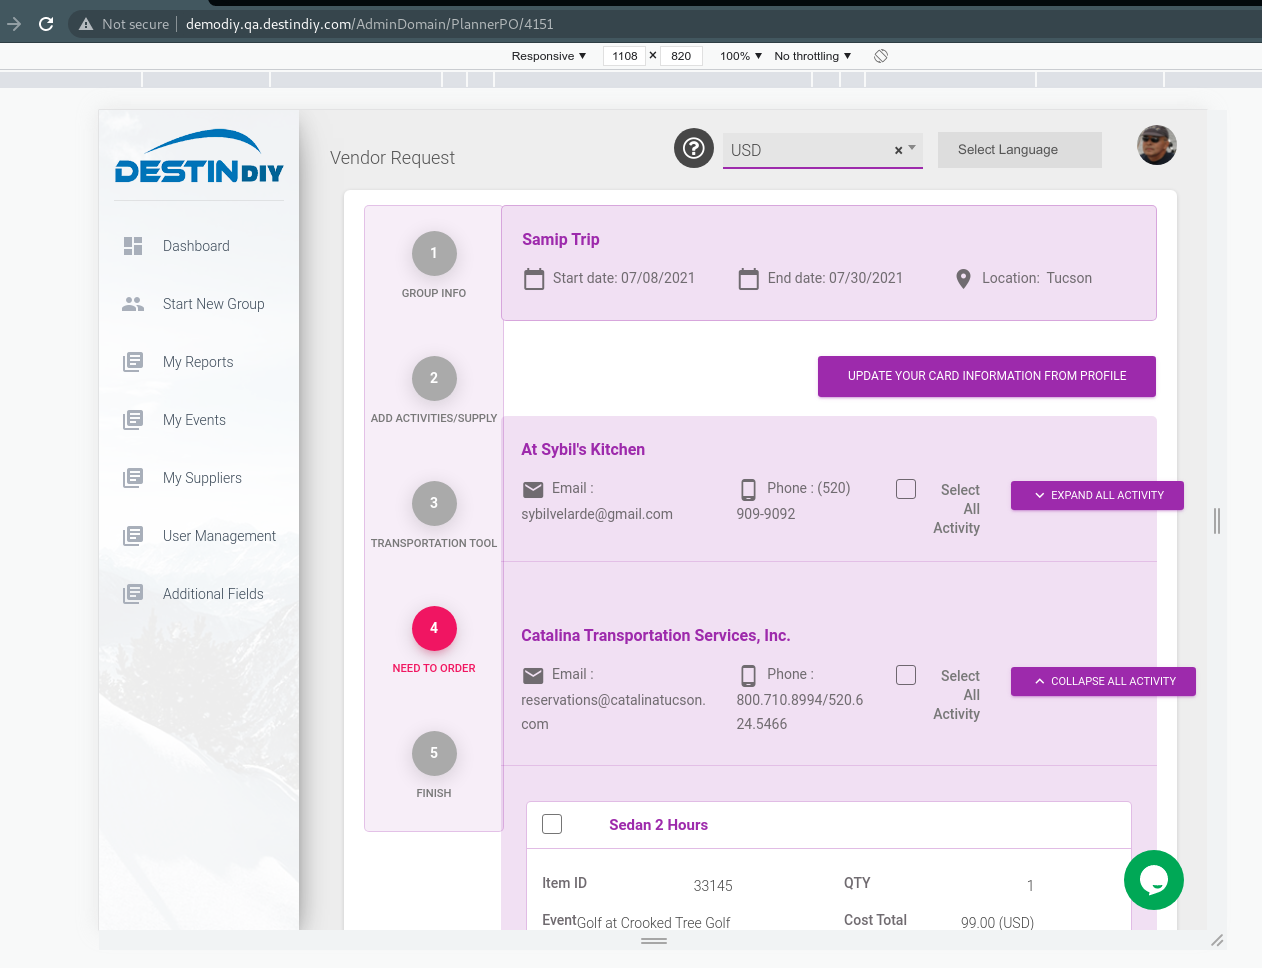 Not secure demodiy.qa.destindiy.com/AdminDomain/PlannerPO/4151
Responsive 1108 × 820 100% No throttling
DESTINDIY
Dashboard
Start New Group
My Reports
My Events
My Suppliers
User Management
Additional Fields
Vendor Request
USD × Select Language
1
GROUP INFO
2
ADD ACTIVITIES/SUPPLY
3
TRANSPORTATION TOOL
4
NEED TO ORDER
5
FINISH
Samip Trip
Start date: 07/08/2021 End date: 07/30/2021 Location: Tucson
UPDATE YOUR CARD INFORMATION FROM PROFILE
At Sybil's Kitchen
Email :
sybilvelarde@gmail.com
Phone : (520)
909-9092
Select
All
Activity
EXPAND ALL ACTIVITY
Catalina Transportation Services, Inc.
Email :
reservations@catalinatucson.
com
Phone :
800.710.8994/520.6
24.5466
Select
All
Activity
COLLAPSE ALL ACTIVITY
Sedan 2 Hours
Item ID 33145 QTY 1
Event Golf at Crooked Tree Golf Cost Total 99.00 (USD)